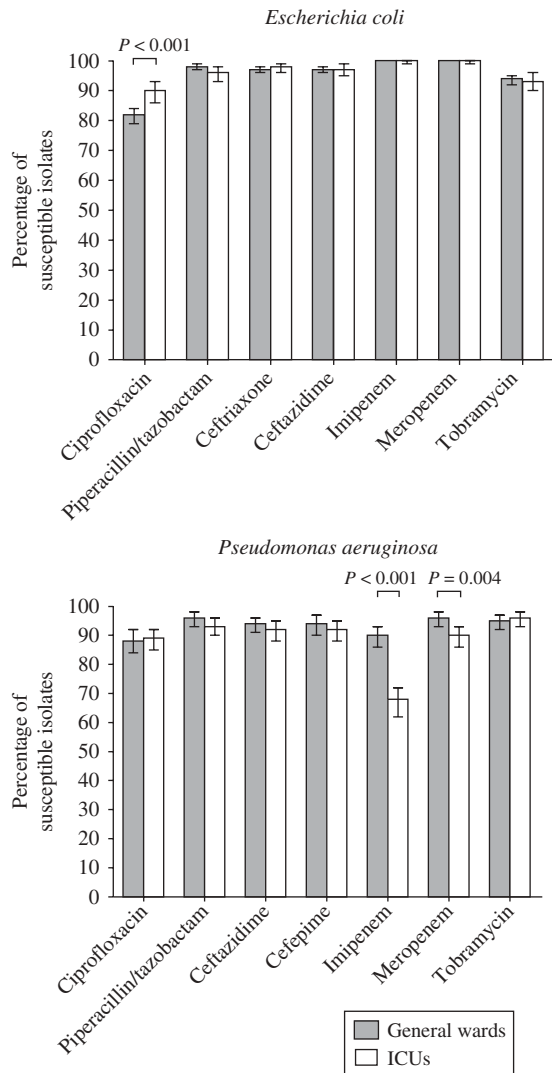 Escherichia coli
P < 0.001
100
90
80
70
60
50
40
30
20
10
0
Percentage of
susceptible isolates
Ciprofloxacin
Piperacillin/tazobactam
Ceftriaxone
Ceftazidime
Imipenem
Meropenem
Tobramycin
Pseudomonas aeruginosa
P < 0.001 P = 0.004
100
90
80
70
60
50
40
30
20
10
0
Percentage of
susceptible isolates
Ciprofloxacin
Piperacillin/tazobactam
Ceftazidime
Cefepime
Imipenem
Meropenem
Tobramycin
General wards
ICUs